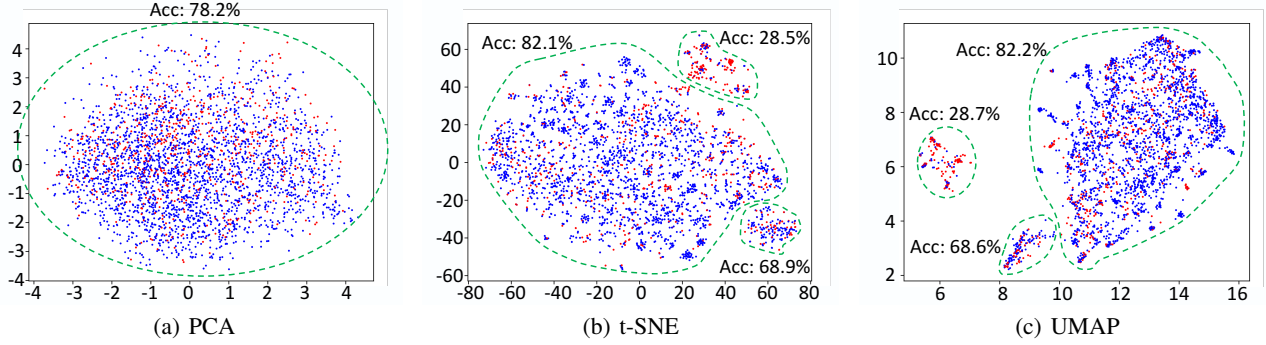 Acc: 78.2%
4
3
2
1
0
-1
-2
-3
-4
-4 -3 -2 -1 0 1 2 3 4
(a) PCA
Acc: 82.1%
Acc: 28.5%
Acc: 68.9%
60
40
20
0
-20
-40
-60
-80 -60 -40 -20 0 20 40 60 80
(b) t-SNE
Acc: 82.2%
Acc: 28.7%
Acc: 68.6%
10
8
6
4
2
6 8 10 12 14 16
(c) UMAP